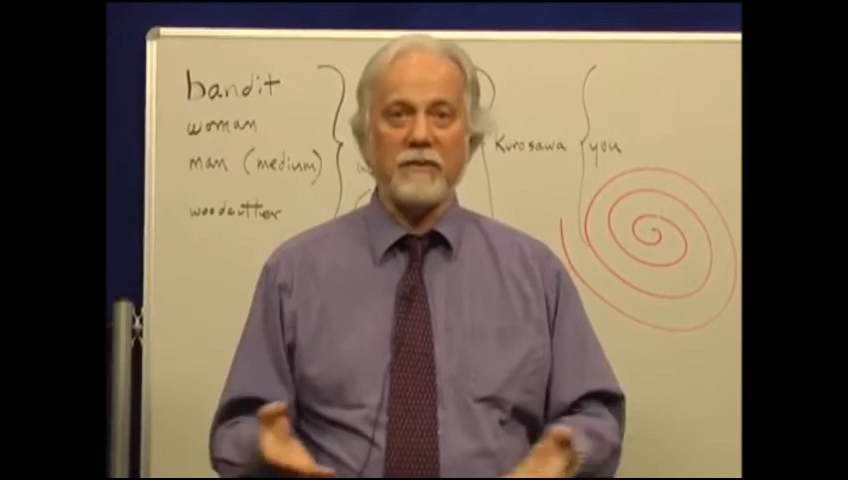 bandit
woman
man (medium)
woodcutter
Kurosawa
you